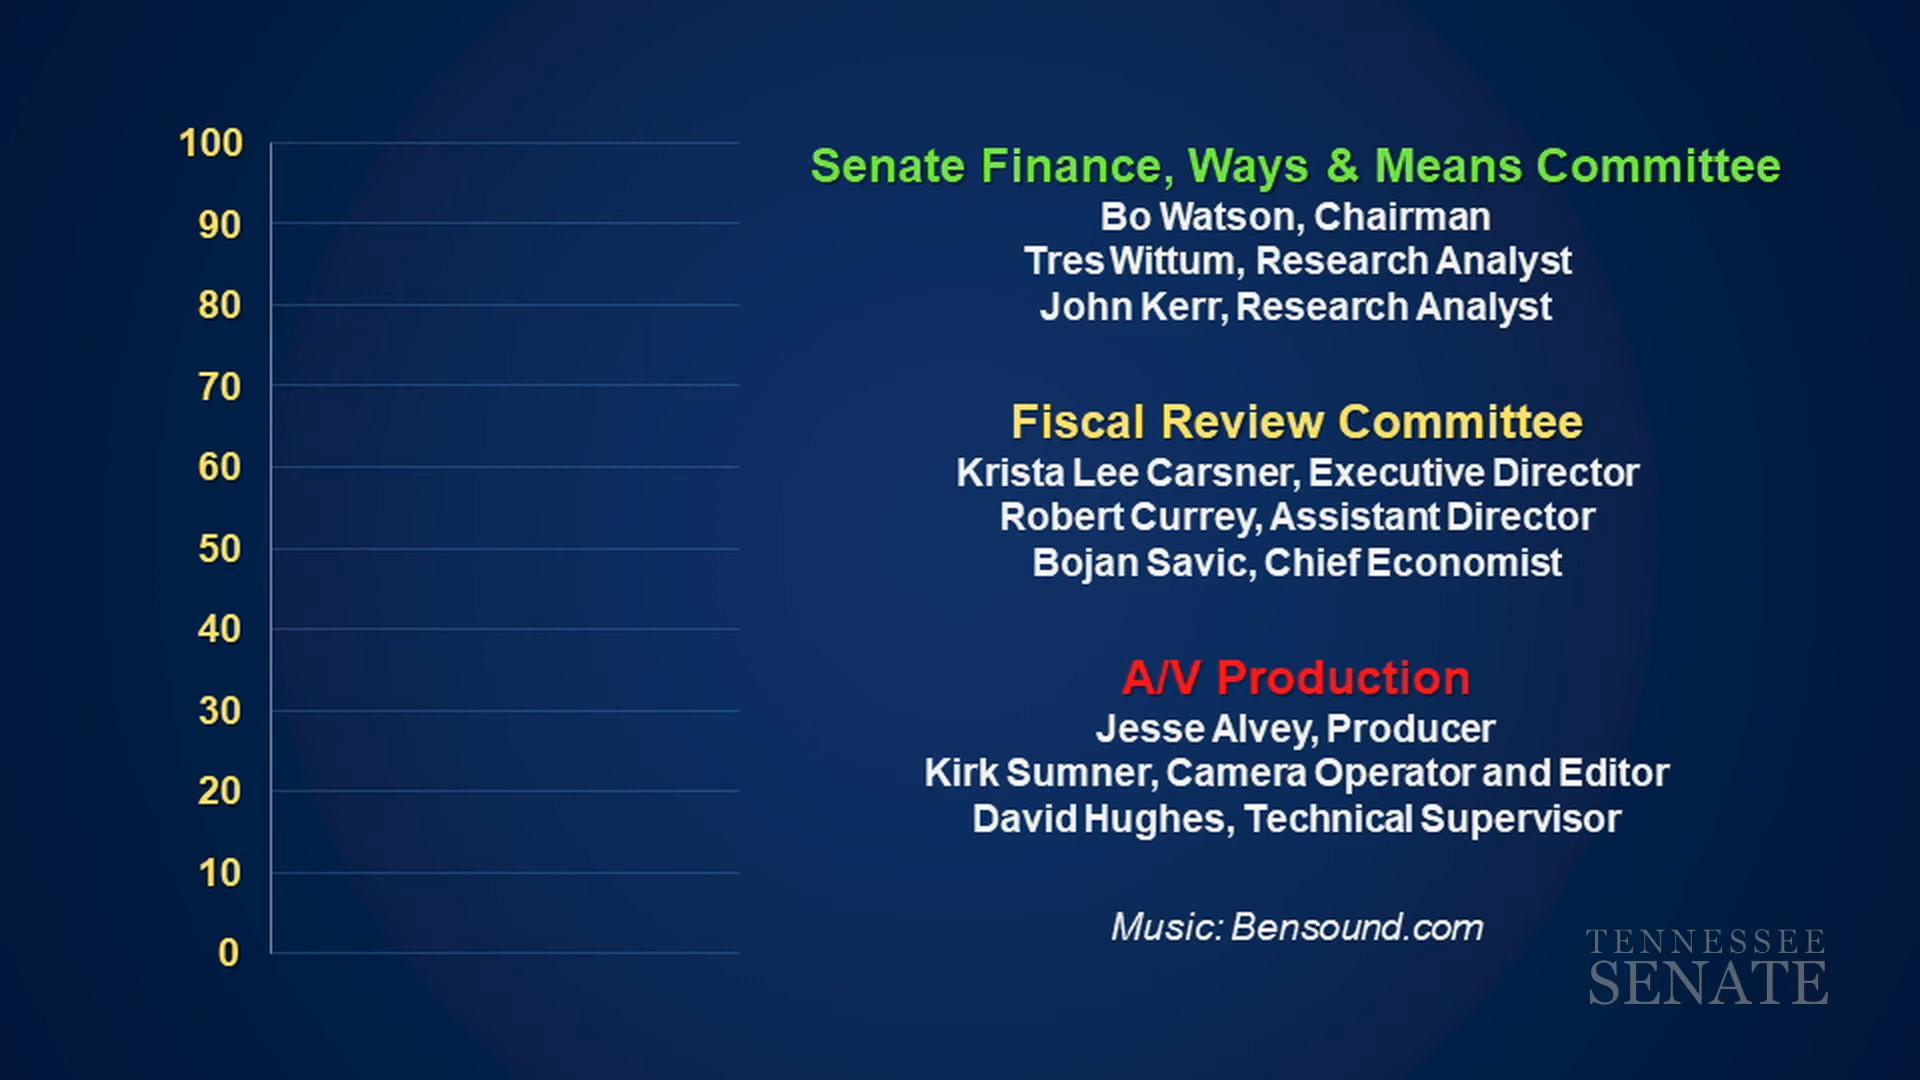 100
90
80
70
60
50
40
30
20
10
0
Senate Finance, Ways & Means Committee
Bo Watson, Chairman
Tres Wittum, Research Analyst
John Kerr, Research Analyst
Fiscal Review Committee
Krista Lee Carsner, Executive Director
Robert Currey, Assistant Director
Bojan Savic, Chief Economist
A/V Production
Jesse Alvey, Producer
Kirk Sumner, Camera Operator and Editor
David Hughes, Technical Supervisor
Music: Bensound.com
TENNESSEE
SENATE